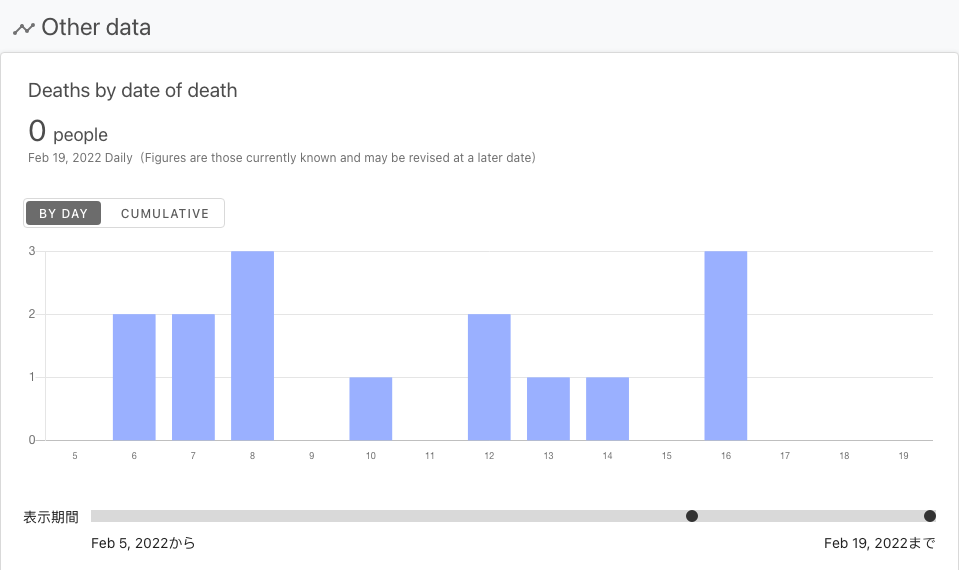 Other data
Deaths by date of death
0 people
Feb 19, 2022 Daily (Figures are those currently known and may be revised at a later date)
BY DAY CUMULATIVE
3
2
1
0
5 6 7 8 9 10 11 12 13 14 15 16 17 18 19
表示期間
Feb 5, 2022から Feb 19, 2022まで